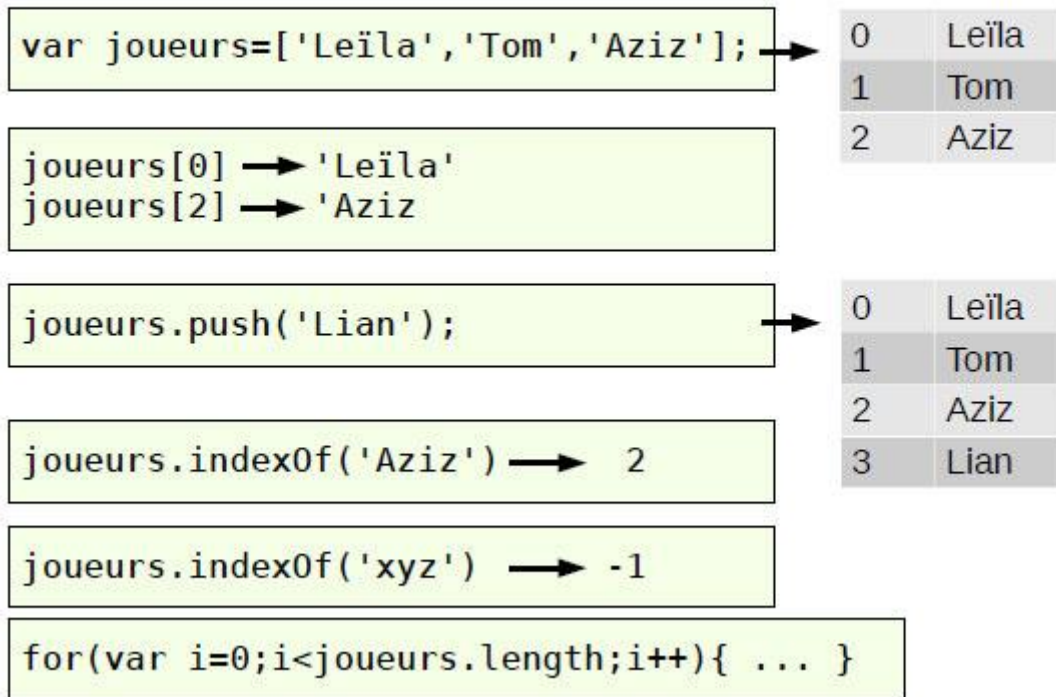 var joueurs=['Leïla','Tom','Aziz'];
0 Leïla
1 Tom
2 Aziz
joueurs[0] 'Leïla'
joueurs[2] 'Aziz
joueurs.push('Lian');
0 Leïla
1 Tom
2 Aziz
3 Lian
joueurs.indexOf('Aziz') 2
joueurs.indexOf('xyz') -1
for(var i=0;i<joueurs.length;i++){ ... }